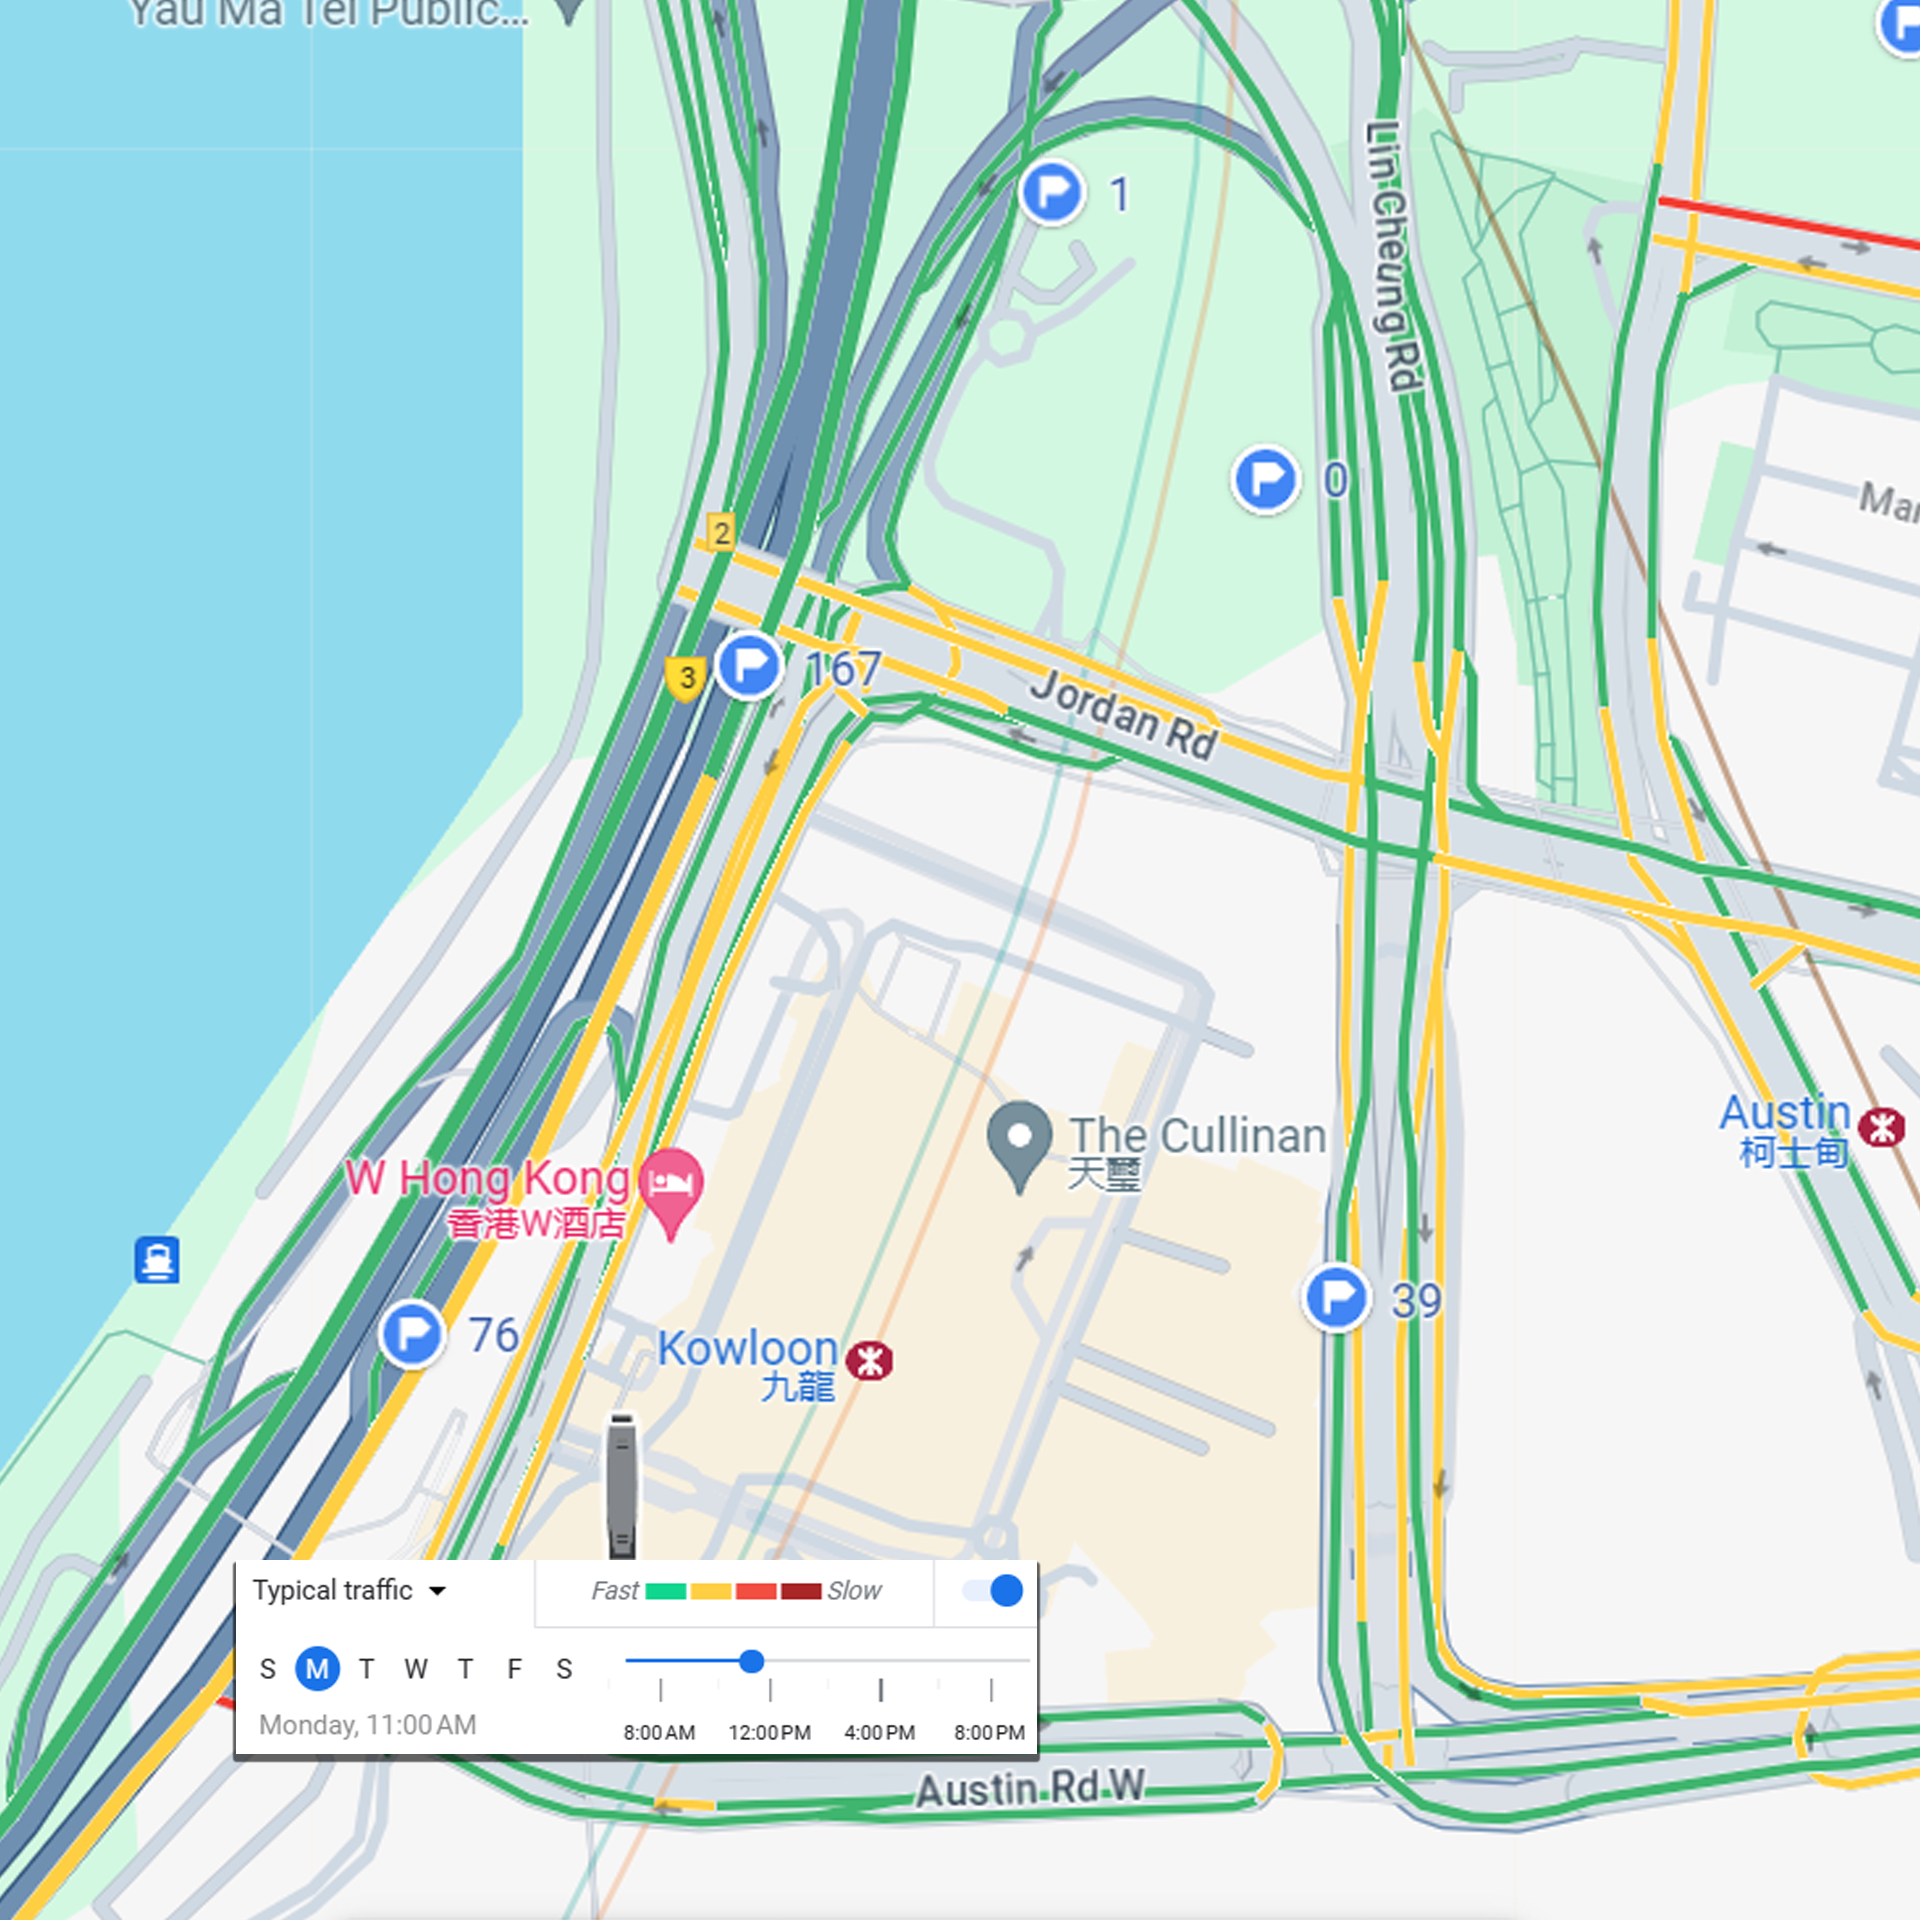 Yau Ma Tei Public...
1
Lin Cheung Rd
0
Mar
2
3
167
Jordan Rd
The Cullinan
天璽
Austin
柯士甸
W Hong Kong
香港W酒店
76
39
Kowloon
九龍
Typical traffic
Fast
Slow
S M T W T F S
Monday, 11:00 AM
8:00 AM 12:00 PM 4:00 PM 8:00 PM
Austin Rd W